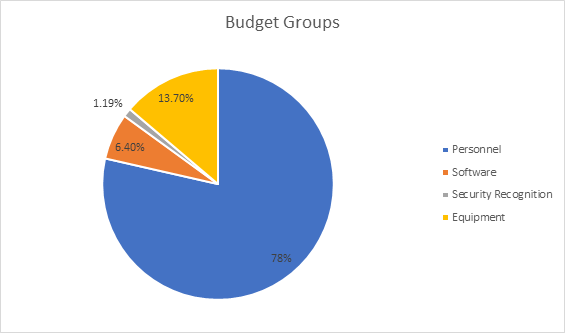 Budget Groups
1.19%
13.70%
6.40%
78%
Personnel
Software
Security Recognition
Equipment